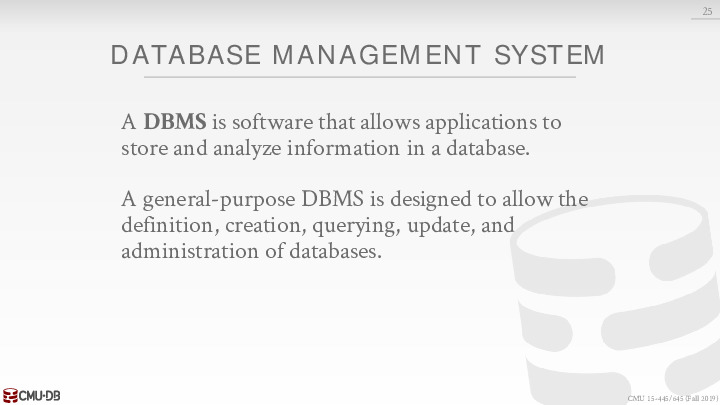 25
DATABASE MANAGEMENT SYSTEM
A DBMS is software that allows applications to
store and analyze information in a database.
A general-purpose DBMS is designed to allow the
definition, creation, querying, update, and
administration of databases.
CMU·DB
CMU 15-445/645 (Fall 2019)